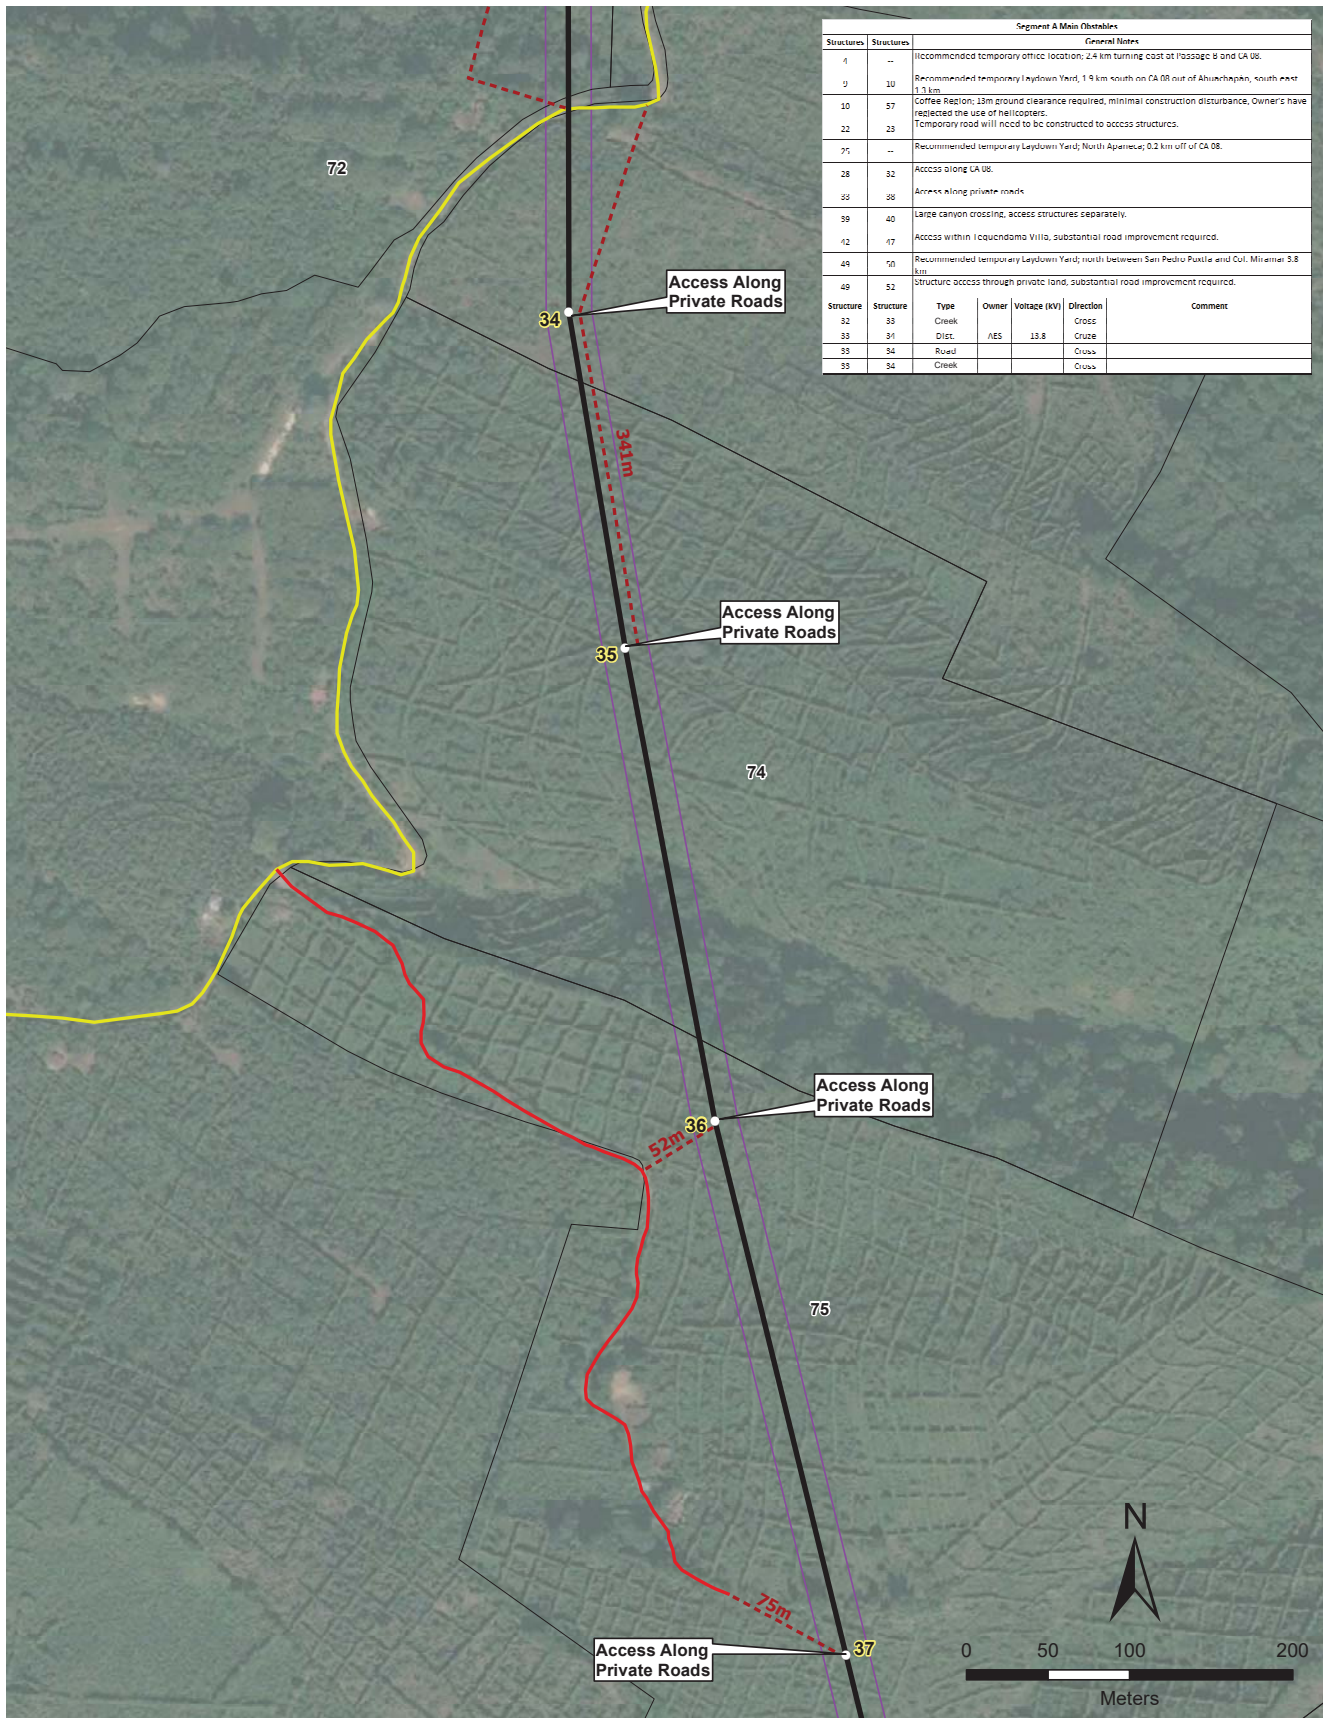 Segment A Main Obstables
Structures Structures General Notes
4 -- Recommended temporary office location; 2.4 km turning east at Passage B and CA 08.
9 10 Recommended temporary Laydown Yard, 1.9 km south on CA 08 out of Ahuachapán, south east
1.3 km
10 57 Coffee Region; 13m ground clearance required, minimal construction disturbance, Owner's have
regjected the use of helicopters.
22 23 Temporary road will need to be constructed to access structures.
25 -- Recommended temporary Laydown Yard; North Apaneca; 0.2 km off of CA 08.
28 32 Access along CA 08.
33 38 Access along private roads
39 40 Large canyon crossing, access structures separately.
42 47 Access within Tequendama Villa, substantial road improvement required.
49 50 Recommended temporary Laydown Yard; north between San Pedro Puxtla and Col. Miramar 3.8
km
49 52 Structure access through private land, substantial road improvement required.
Structure Structure Type Owner Voltage (kV) Direction Comment
32 33 Creek Cross
33 34 Dist. AES 13.8 Cruze
33 34 Road Cross
33 34 Creek Cross
72
Access Along
Private Roads
34
341m
Access Along
Private Roads
35
74
Access Along
Private Roads
36
52m
75
75m
37
Access Along
Private Roads
N
0 50 100 200
Meters